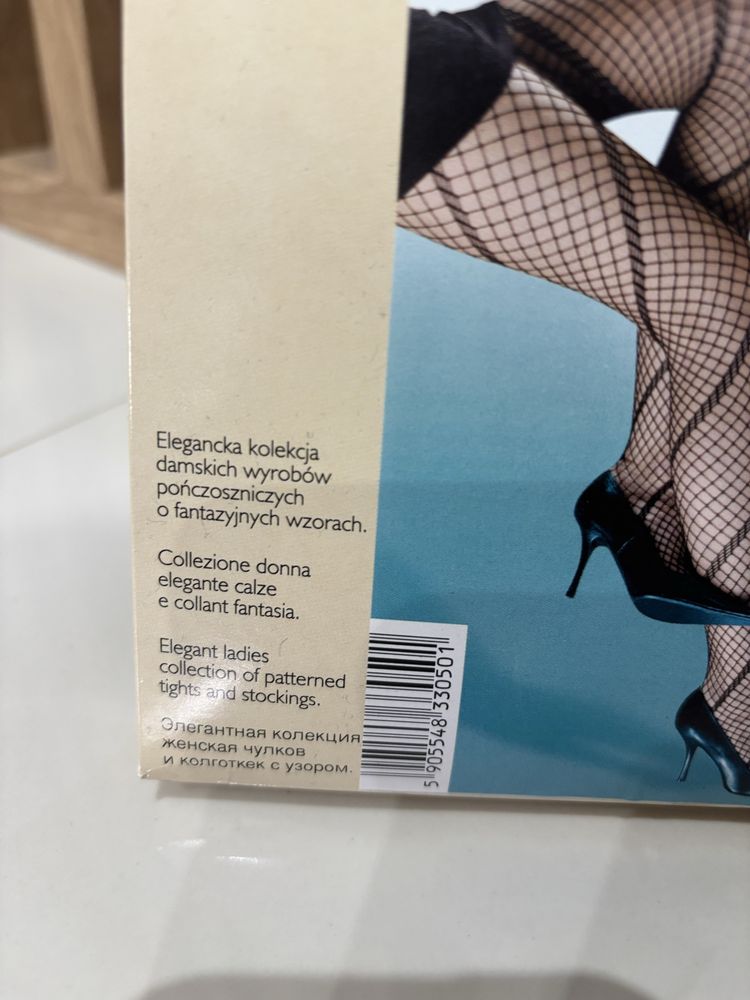 Elegancka kolekcja
damskich wyrobów
pończoszniczych
o fantazyjnych wzorach.
Collezione donna
elegante calze
e collant fantasia.
Elegant ladies
collection of patterned
tights and stockings.
Элегантная колекция
женская чулков
и колготкек с узором.
5 905548 330501